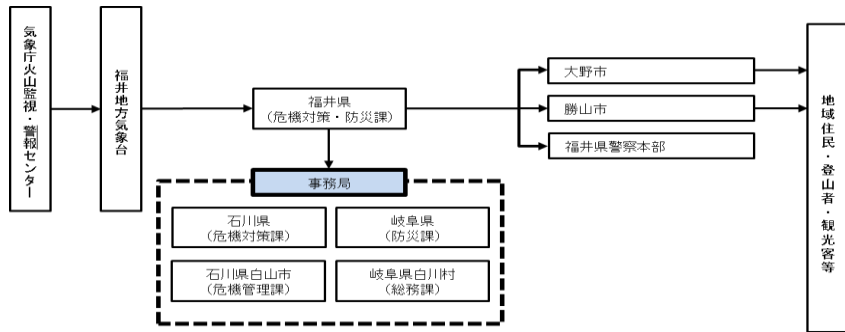 気象庁火山監視・警報センター
福井地方気象台
福井県
(危機対策・防災課)
大野市
勝山市
福井県警察本部
地域住民・登山者・観光客等
事務局
石川県
(危機対策課)
岐阜県
(防災課)
石川県白山市
(危機管理課)
岐阜県白川村
(総務課)